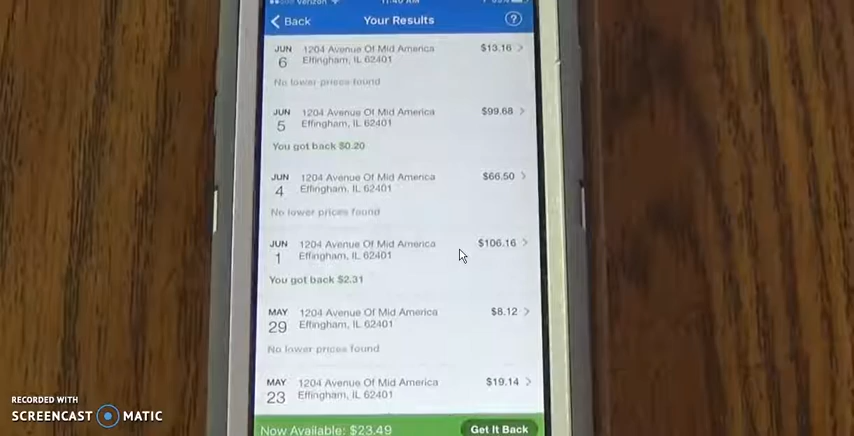 Verizon
11:40 AM
Back
Your Results
?
JUN
6
1204 Avenue Of Mid America
Effingham, IL 62401
$13.16
No lower prices found
JUN
5
1204 Avenue Of Mid America
Effingham, IL 62401
$99.68
You got back $0.20
JUN
4
1204 Avenue Of Mid America
Effingham, IL 62401
$66.50
No lower prices found
JUN
1
1204 Avenue Of Mid America
Effingham, IL 62401
$106.16
You got back $2.31
MAY
29
1204 Avenue Of Mid America
Effingham, IL 62401
$8.12
No lower prices found
MAY
23
1204 Avenue Of Mid America
Effingham, IL 62401
$19.14
Now Available: $23.49
Get It Back
RECORDED WITH
SCREENCAST MATIC